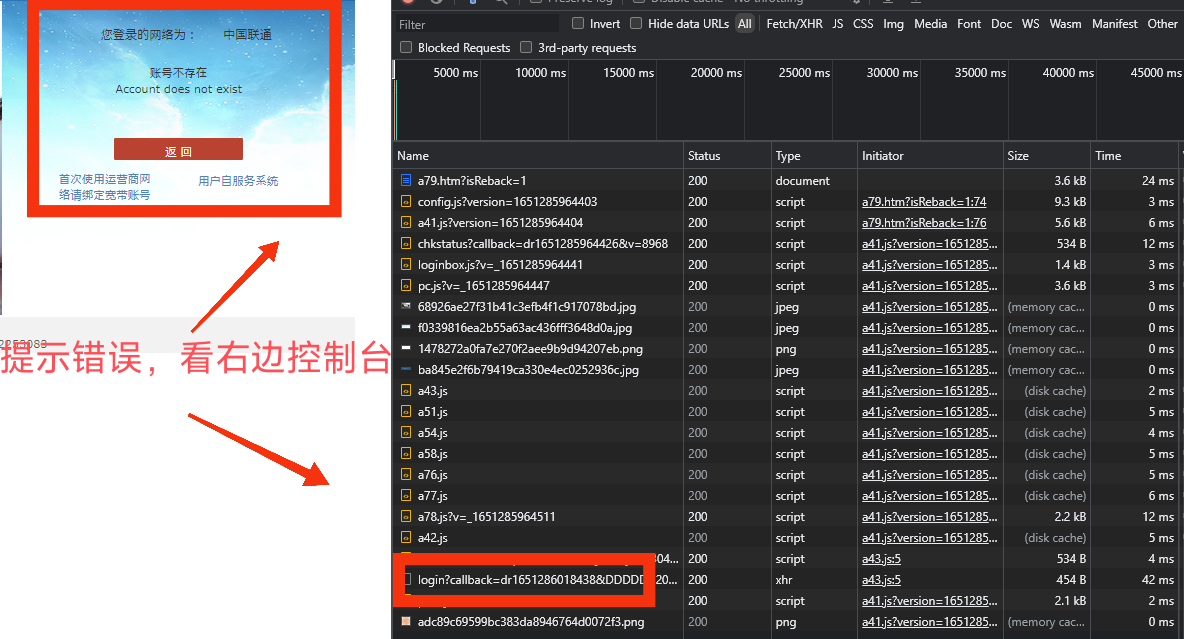 您登录的网络为： 中国联通
账号不存在
Account does not exist
返 回
首次使用运营商网
络请绑定宽带账号
用户自服务系统
提示错误，看右边控制台
Filter
Invert Hide data URLs All Fetch/XHR JS CSS Img Media Font Doc WS Wasm Manifest Other
Blocked Requests 3rd-party requests
5000 ms 10000 ms 15000 ms 20000 ms 25000 ms 30000 ms 35000 ms 40000 ms 45000 ms
Name Status Type Initiator Size Time
a79.htm?isReback=1 200 document 3.6 kB 24 ms
config.js?version=1651285964403 200 script a79.htm?isReback=1:74 9.3 kB 3 ms
a41.js?version=1651285964404 200 script a79.htm?isReback=1:76 5.6 kB 6 ms
chkstatus?callback=dr1651285964426&v=8968 200 script a41.js?version=1651285... 534 B 12 ms
loginbox.js?v=_1651285964441 200 script a41.js?version=1651285... 1.4 kB 3 ms
pc.js?v=_1651285964447 200 script a41.js?version=1651285... 3.6 kB 3 ms
68926ae27f31b41c3efb4f1c917078bd.jpg 200 jpeg a41.js?version=1651285... (memory cac... 0 ms
f0339816ea2b55a63ac436fff3648d0a.jpg 200 jpeg a41.js?version=1651285... (memory cac... 0 ms
1478272a0fa7e270f2aee9b9d94207eb.png 200 png a41.js?version=1651285... (memory cac... 0 ms
ba845e2f6b79419ca330e4ec0252936c.jpg 200 jpeg a41.js?version=1651285... (memory cac... 0 ms
a43.js 200 script a41.js?version=1651285... (disk cache) 2 ms
a51.js 200 script a41.js?version=1651285... (disk cache) 5 ms
a54.js 200 script a41.js?version=1651285... (disk cache) 4 ms
a58.js 200 script a41.js?version=1651285... (disk cache) 5 ms
a76.js 200 script a41.js?version=1651285... (disk cache) 5 ms
a77.js 200 script a41.js?version=1651285... (disk cache) 6 ms
a78.js?v=_1651285964511 200 script a41.js?version=1651285... 2.2 kB 12 ms
a42.js 200 script a41.js?version=1651285... (disk cache) 5 ms
304... 200 script a43.js:5 534 B 4 ms
login?callback=dr1651286018438&DDDDD 20... 200 xhr a43.js:5 454 B 42 ms
200 script a41.js?version=1651285... 2.1 kB 2 ms
adc89c69599bc383da8946764d0072f3.png 200 png a41.js?version=1651285... (memory cac... 0 ms